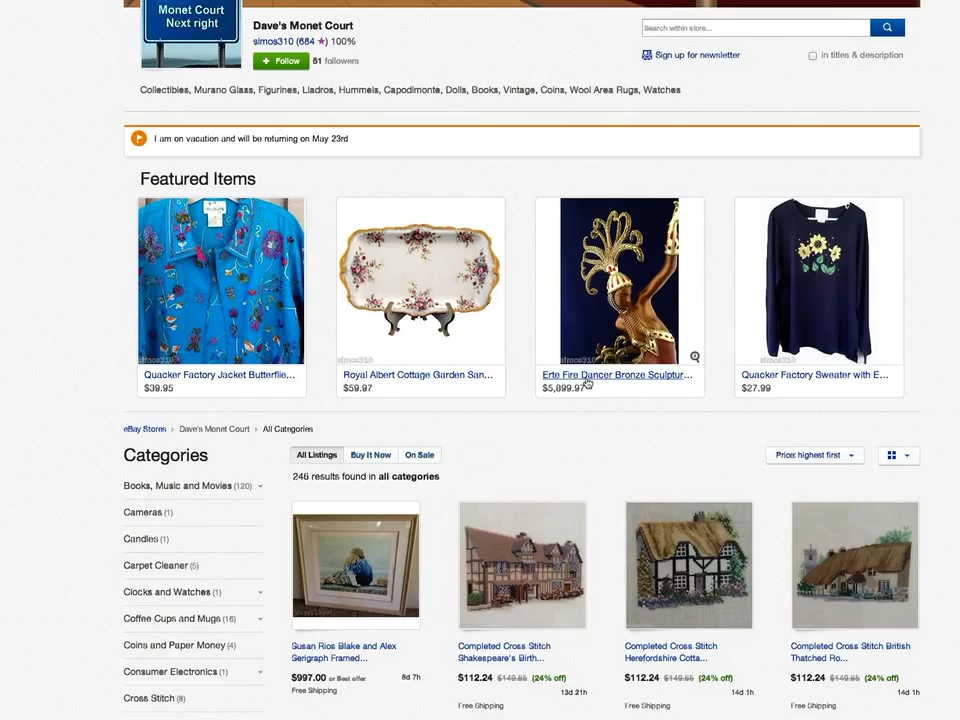 Monet Court
Next right
Dave's Monet Court
simos310 (684 ★) 100%
+ Follow 51 followers
Search within store...
Sign up for newsletter
in titles & description
Collectibles, Murano Glass, Figurines, Lladros, Hummels, Capodimonte, Dolls, Books, Vintage, Coins, Wool Area Rugs, Watches
I am on vacation and will be returning on May 23rd
Featured Items
simos310
simos310
simos310
simos310
Quacker Factory Jacket Butterflie...
$39.95
Royal Albert Cottage Garden San...
$59.97
Erte Fire Dancer Bronze Sculptur...
$5,899.97
Quacker Factory Sweater with E...
$27.99
eBay Stores > Dave's Monet Court > All Categories
Categories
Books, Music and Movies (120)
Cameras (1)
Candles (1)
Carpet Cleaner (5)
Clocks and Watches (1)
Coffee Cups and Mugs (16)
Coins and Paper Money (4)
Consumer Electronics (1)
Cross Stitch (8)
All Listings Buy It Now On Sale
Price: highest first
246 results found in all categories
Susan Rios Blake and Alex
Serigraph Framed...
$997.00 or Best offer 8d 7h
Free Shipping
Completed Cross Stitch
Shakespeare's Birth...
$112.24 $149.65 (24% off)
13d 21h
Free Shipping
Completed Cross Stitch
Herefordshire Cotta...
$112.24 $149.65 (24% off)
14d 1h
Free Shipping
Completed Cross Stitch British
Thatched Ro...
$112.24 $149.65 (24% off)
14d 1h
Free Shipping